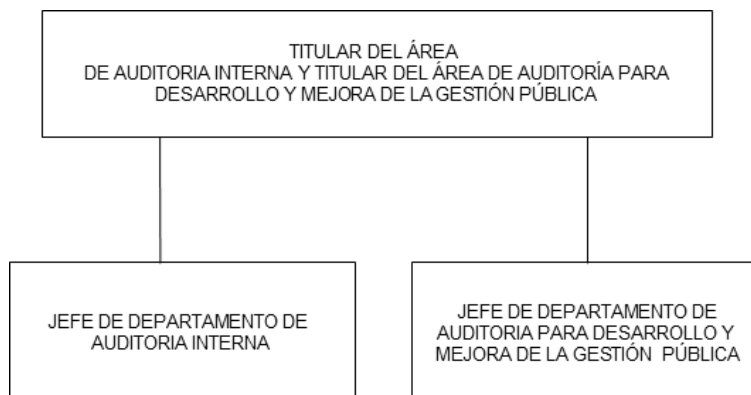 TITULAR DEL ÁREA
DE AUDITORIA INTERNA Y TITULAR DEL ÁREA DE AUDITORÍA PARA
DESARROLLO Y MEJORA DE LA GESTIÓN PÚBLICA
JEFE DE DEPARTAMENTO DE
AUDITORIA INTERNA
JEFE DE DEPARTAMENTO DE
AUDITORIA PARA DESARROLLO Y
MEJORA DE LA GESTIÓN PÚBLICA